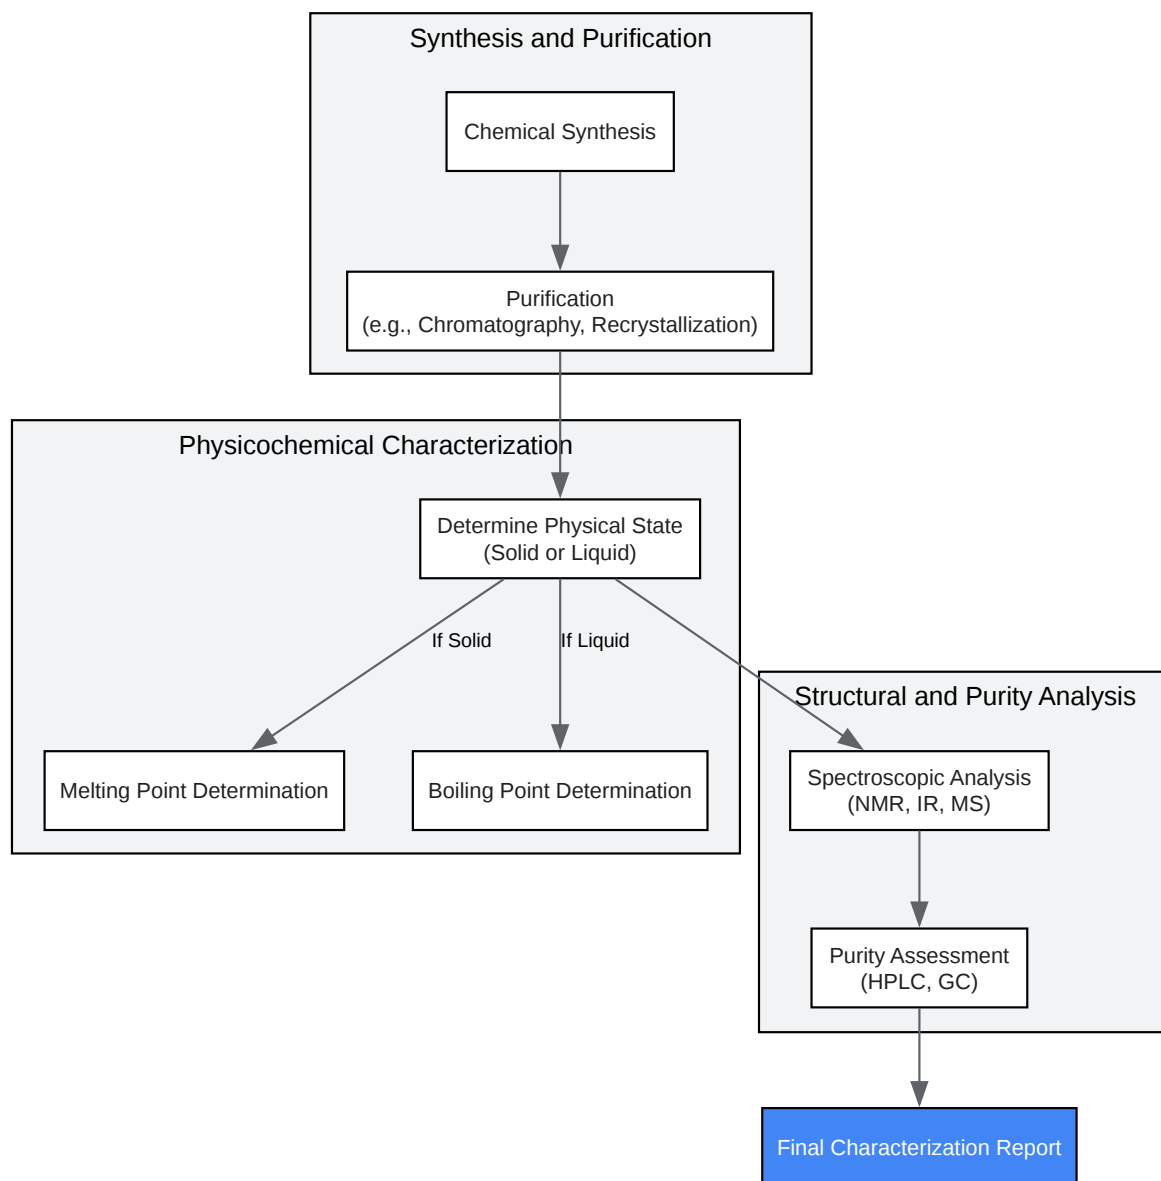 Synthesis and Purification
Chemical Synthesis
Purification
(e.g., Chromatography, Recrystallization)
Physicochemical Characterization
Determine Physical State
(Solid or Liquid)
If Solid
If Liquid
Structural and Purity Analysis
Melting Point Determination
Boiling Point Determination
Spectroscopic Analysis
(NMR, IR, MS)
Purity Assessment
(HPLC, GC)
Final Characterization Report